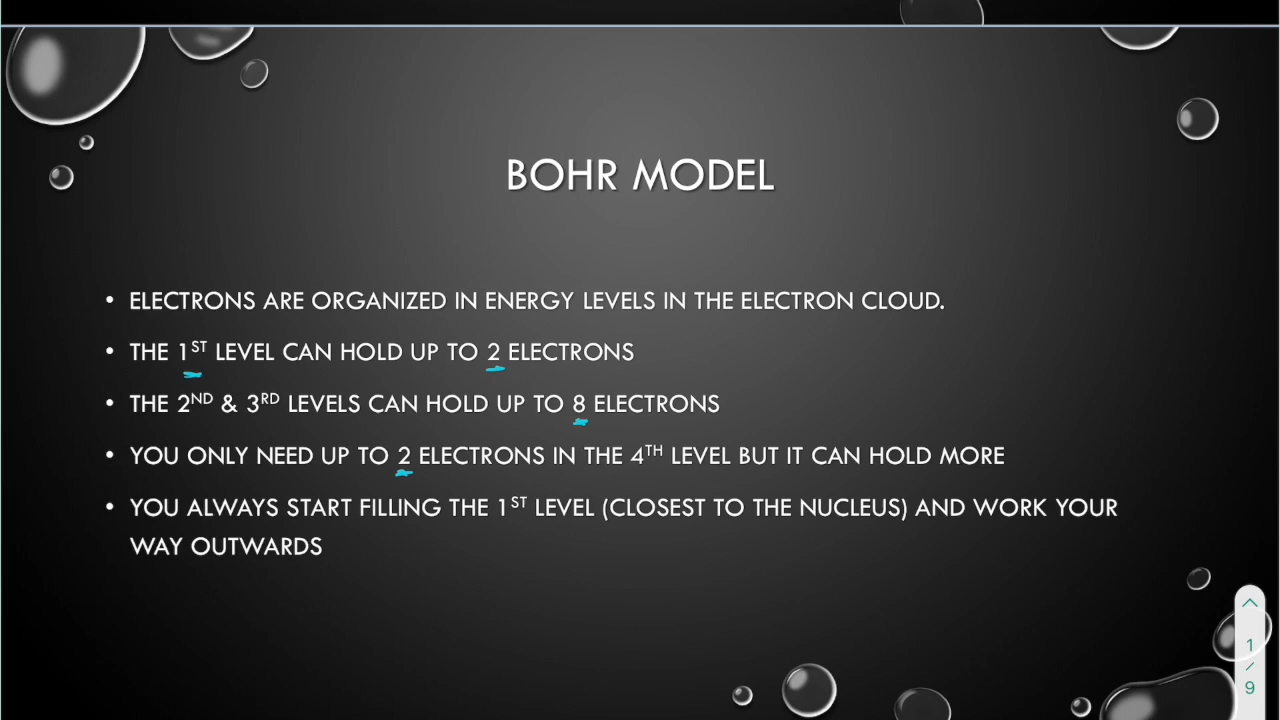 BOHR MODEL
• ELECTRONS ARE ORGANIZED IN ENERGY LEVELS IN THE ELECTRON CLOUD.
• THE 1ST LEVEL CAN HOLD UP TO 2 ELECTRONS
• THE 2ND & 3RD LEVELS CAN HOLD UP TO 8 ELECTRONS
• YOU ONLY NEED UP TO 2 ELECTRONS IN THE 4TH LEVEL BUT IT CAN HOLD MORE
• YOU ALWAYS START FILLING THE 1ST LEVEL (CLOSEST TO THE NUCLEUS) AND WORK YOUR
WAY OUTWARDS
1
/
9